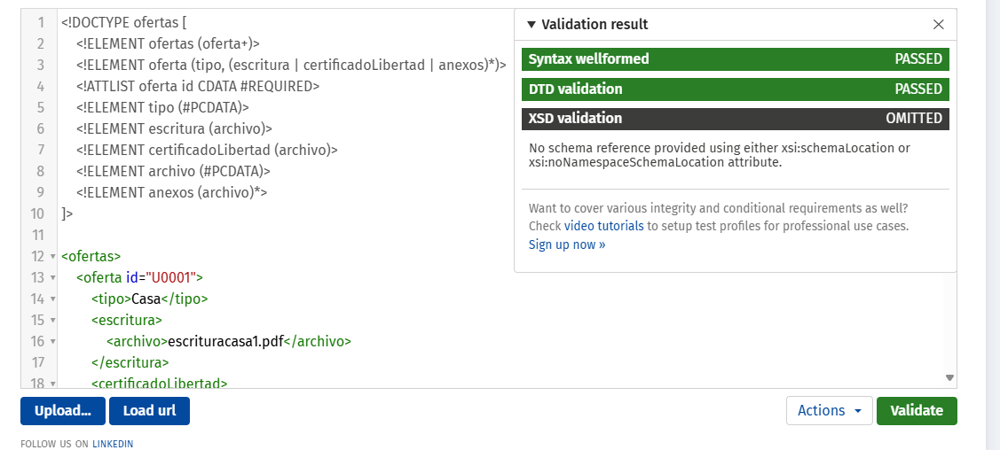 1 <!DOCTYPE ofertas [
2 <!ELEMENT ofertas (oferta+)>
3 <!ELEMENT oferta (tipo, (escritura | certificadoLibertad | anexos)*)>
4 <!ATTLIST oferta id CDATA #REQUIRED>
5 <!ELEMENT tipo (#PCDATA)>
6 <!ELEMENT escritura (archivo)>
7 <!ELEMENT certificadoLibertad (archivo)>
8 <!ELEMENT archivo (#PCDATA)>
9 <!ELEMENT anexos (archivo)*>
10 ]>
11
12 <ofertas>
13 <oferta id="U0001">
14 <tipo>Casa</tipo>
15 <escritura>
16 <archivo>escrituracasa1.pdf</archivo>
17 </escritura>
18 <certificadoLibertad>
Validation result
Syntax wellformed PASSED
DTD validation PASSED
XSD validation OMITTED
No schema reference provided using either xsi:schemaLocation or
xsi:noNamespaceSchemaLocation attribute.
Want to cover various integrity and conditional requirements as well?
Check video tutorials to setup test profiles for professional use cases.
Sign up now »
Upload... Load url Actions Validate
FOLLOW US ON LINKEDIN